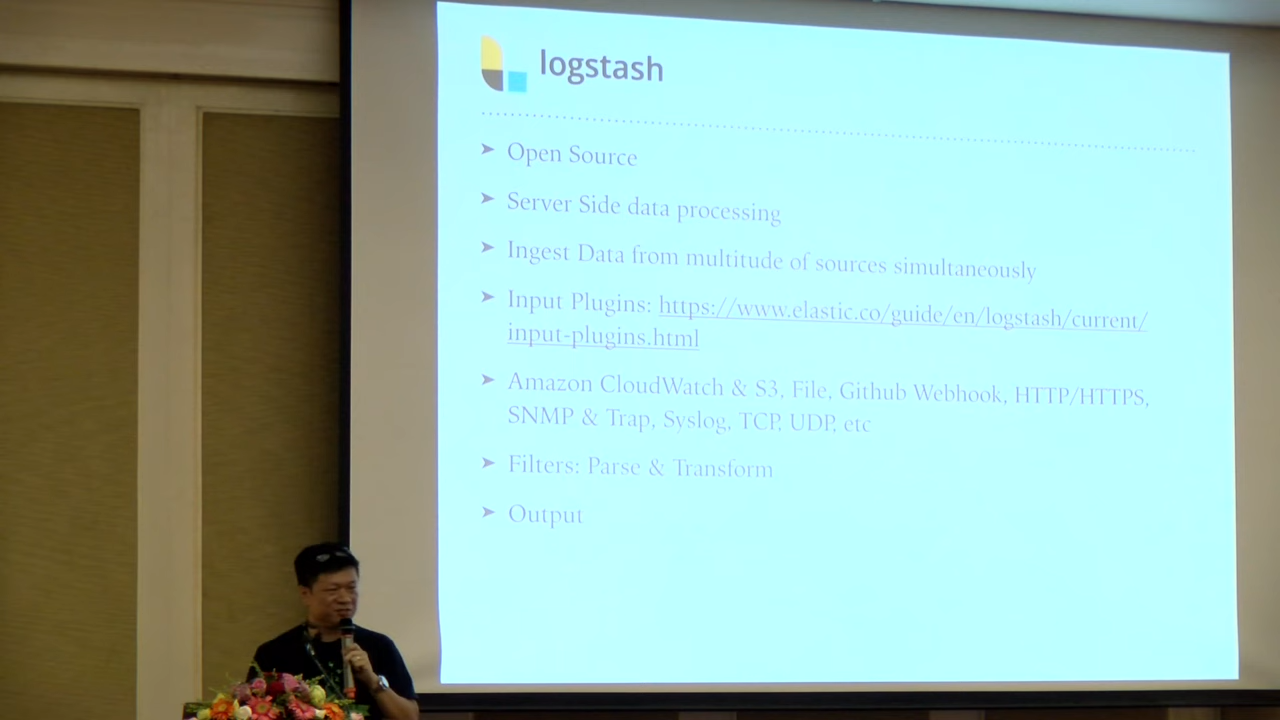 logstash
➤ Open Source
➤ Server Side data processing
➤ Ingest Data from multitude of sources simultaneously
➤ Input Plugins: https://www.elastic.co/guide/en/logstash/current/
input-plugins.html
➤ Amazon CloudWatch & S3, File, Github Webhook, HTTP/HTTPS,
SNMP & Trap, Syslog, TCP, UDP, etc
➤ Filters: Parse & Transform
➤ Output